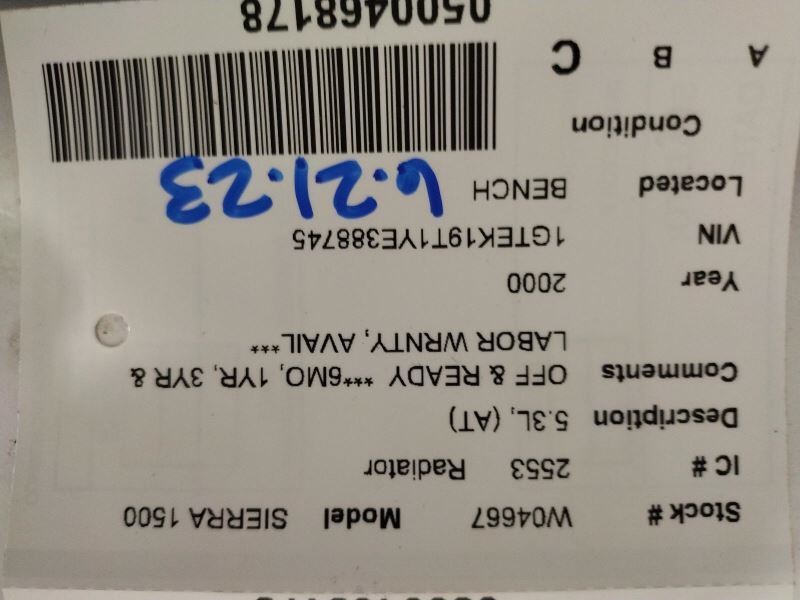 Stock # W04667 Model SIERRA 1500
IC # 2553 Radiator
Description 5.3L, (AT)
Comments OFF & READY ***6MO, 1YR, 3YR &
LABOR WRNTY, AVAIL***
Year 2000
VIN 1GTEK19T1YE388745
Located BENCH 6.21.23
Condition
A B C
0500468178